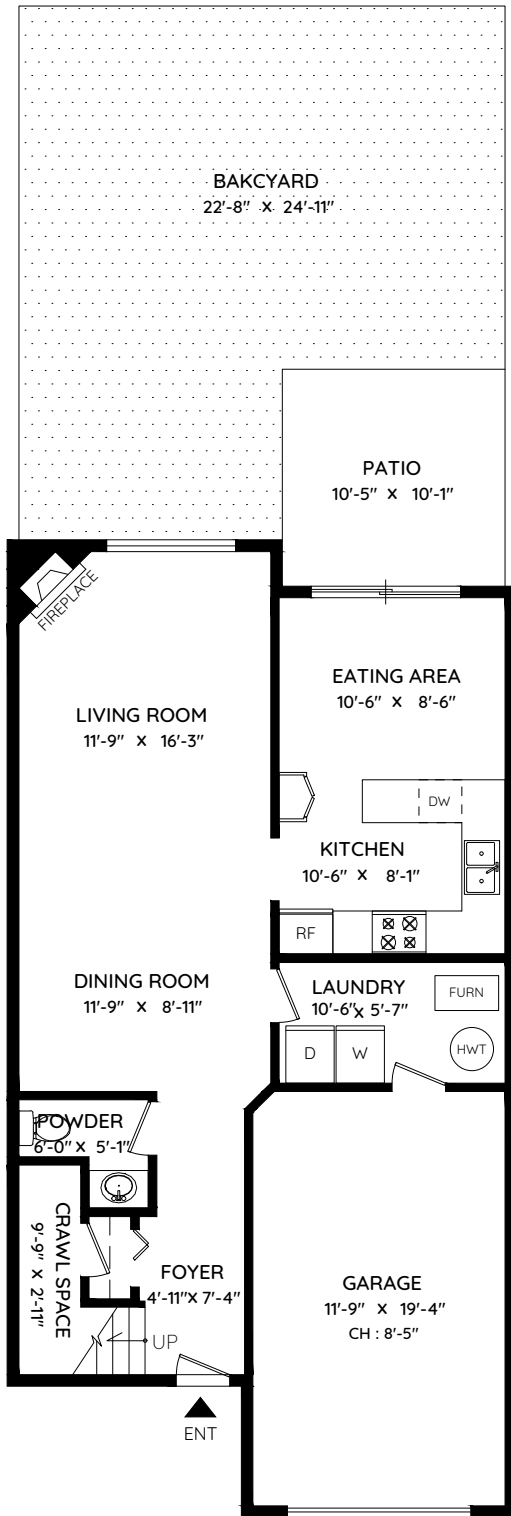 BAKCYARD
22'-8" X 24'-11"
PATIO
10'-5" X 10'-1"
FIREPLACE
EATING AREA
10'-6" X 8'-6"
LIVING ROOM
11'-9" X 16'-3"
DW
KITCHEN
10'-6" X 8'-1"
RF
DINING ROOM
11'-9" X 8'-11"
LAUNDRY
10'-6" X 5'-7"
FURN
D
W
HWT
POWDER
6'-0" X 5'-1"
CRAWL SPACE
9'-9" X 2'-11"
FOYER
4'-11" X 7'-4"
UP
GARAGE
11'-9" X 19'-4"
CH : 8'-5"
ENT